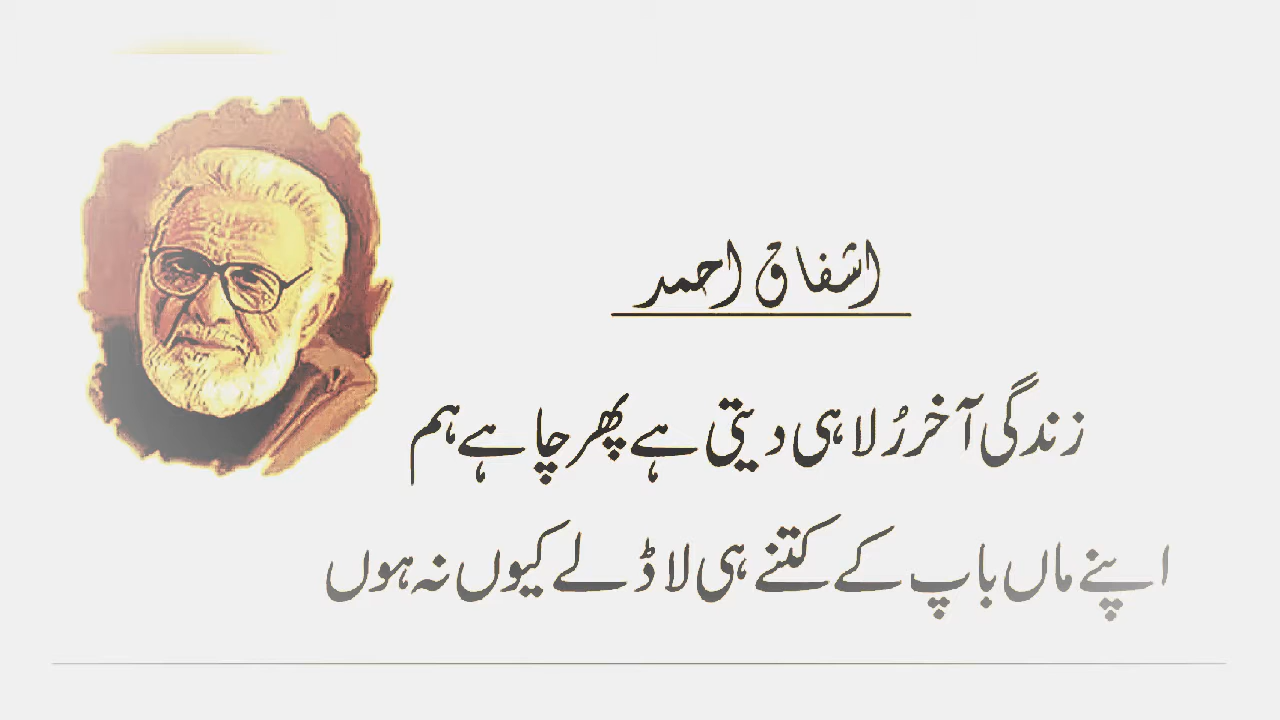 اشفاق احمد
زندگی آخر رُلا ہی دیتی ہے پھر چاہے ہم
اپنے ماں باپ کے کتنے ہی لاڈلے کیوں نہ ہوں